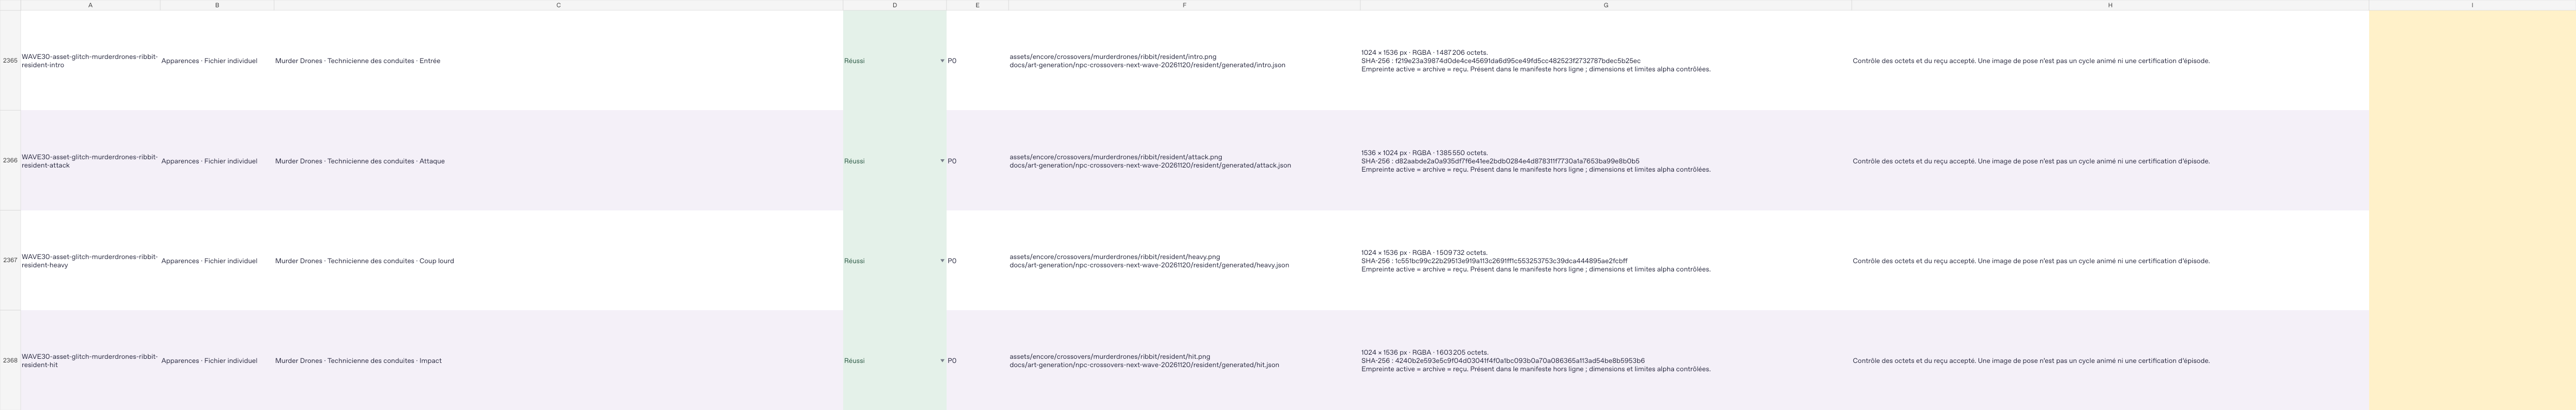 A B C D E F G H I
2365
WAVE30-asset-glitch-murderdrones-ribbit-
resident-intro
Apparences · Fichier individuel
Murder Drones · Technicienne des conduites · Entrée
Réussi
P0
assets/encore/crossovers/murderdrones/ribbit/resident/intro.png
docs/art-generation/npc-crossovers-next-wave-20261120/resident/generated/intro.json
1024 × 1536 px · RGBA · 1 487 206 octets.
SHA-256 : f219e23a39874d0de4ce45691da6d95ce49fd5cc482523f2732787bdec5b25ec
Empreinte active = archive = reçu. Présent dans le manifeste hors ligne ; dimensions et limites alpha contrôlées.
Contrôle des octets et du reçu accepté. Une image de pose n’est pas un cycle animé ni une certification d’épisode.
2366
WAVE30-asset-glitch-murderdrones-ribbit-
resident-attack
Apparences · Fichier individuel
Murder Drones · Technicienne des conduites · Attaque
Réussi
P0
assets/encore/crossovers/murderdrones/ribbit/resident/attack.png
docs/art-generation/npc-crossovers-next-wave-20261120/resident/generated/attack.json
1536 × 1024 px · RGBA · 1 385 550 octets.
SHA-256 : d82aabde2a0a935df7f6e41ee2bdb0284e4d878311f7730a1a7653ba99e8b0b5
Empreinte active = archive = reçu. Présent dans le manifeste hors ligne ; dimensions et limites alpha contrôlées.
Contrôle des octets et du reçu accepté. Une image de pose n’est pas un cycle animé ni une certification d’épisode.
2367
WAVE30-asset-glitch-murderdrones-ribbit-
resident-heavy
Apparences · Fichier individuel
Murder Drones · Technicienne des conduites · Coup lourd
Réussi
P0
assets/encore/crossovers/murderdrones/ribbit/resident/heavy.png
docs/art-generation/npc-crossovers-next-wave-20261120/resident/generated/heavy.json
1024 × 1536 px · RGBA · 1 509 732 octets.
SHA-256 : 1c551bc99c22b29513e919a113c2691ff1c553253753c39dca444895ae2fcbff
Empreinte active = archive = reçu. Présent dans le manifeste hors ligne ; dimensions et limites alpha contrôlées.
Contrôle des octets et du reçu accepté. Une image de pose n’est pas un cycle animé ni une certification d’épisode.
2368
WAVE30-asset-glitch-murderdrones-ribbit-
resident-hit
Apparences · Fichier individuel
Murder Drones · Technicienne des conduites · Impact
Réussi
P0
assets/encore/crossovers/murderdrones/ribbit/resident/hit.png
docs/art-generation/npc-crossovers-next-wave-20261120/resident/generated/hit.json
1024 × 1536 px · RGBA · 1 603 205 octets.
SHA-256 : 4240b2e593e5c9f04d03041f4f0a1bc093b0a70a086365a113ad54be8b5953b6
Empreinte active = archive = reçu. Présent dans le manifeste hors ligne ; dimensions et limites alpha contrôlées.
Contrôle des octets et du reçu accepté. Une image de pose n’est pas un cycle animé ni une certification d’épisode.